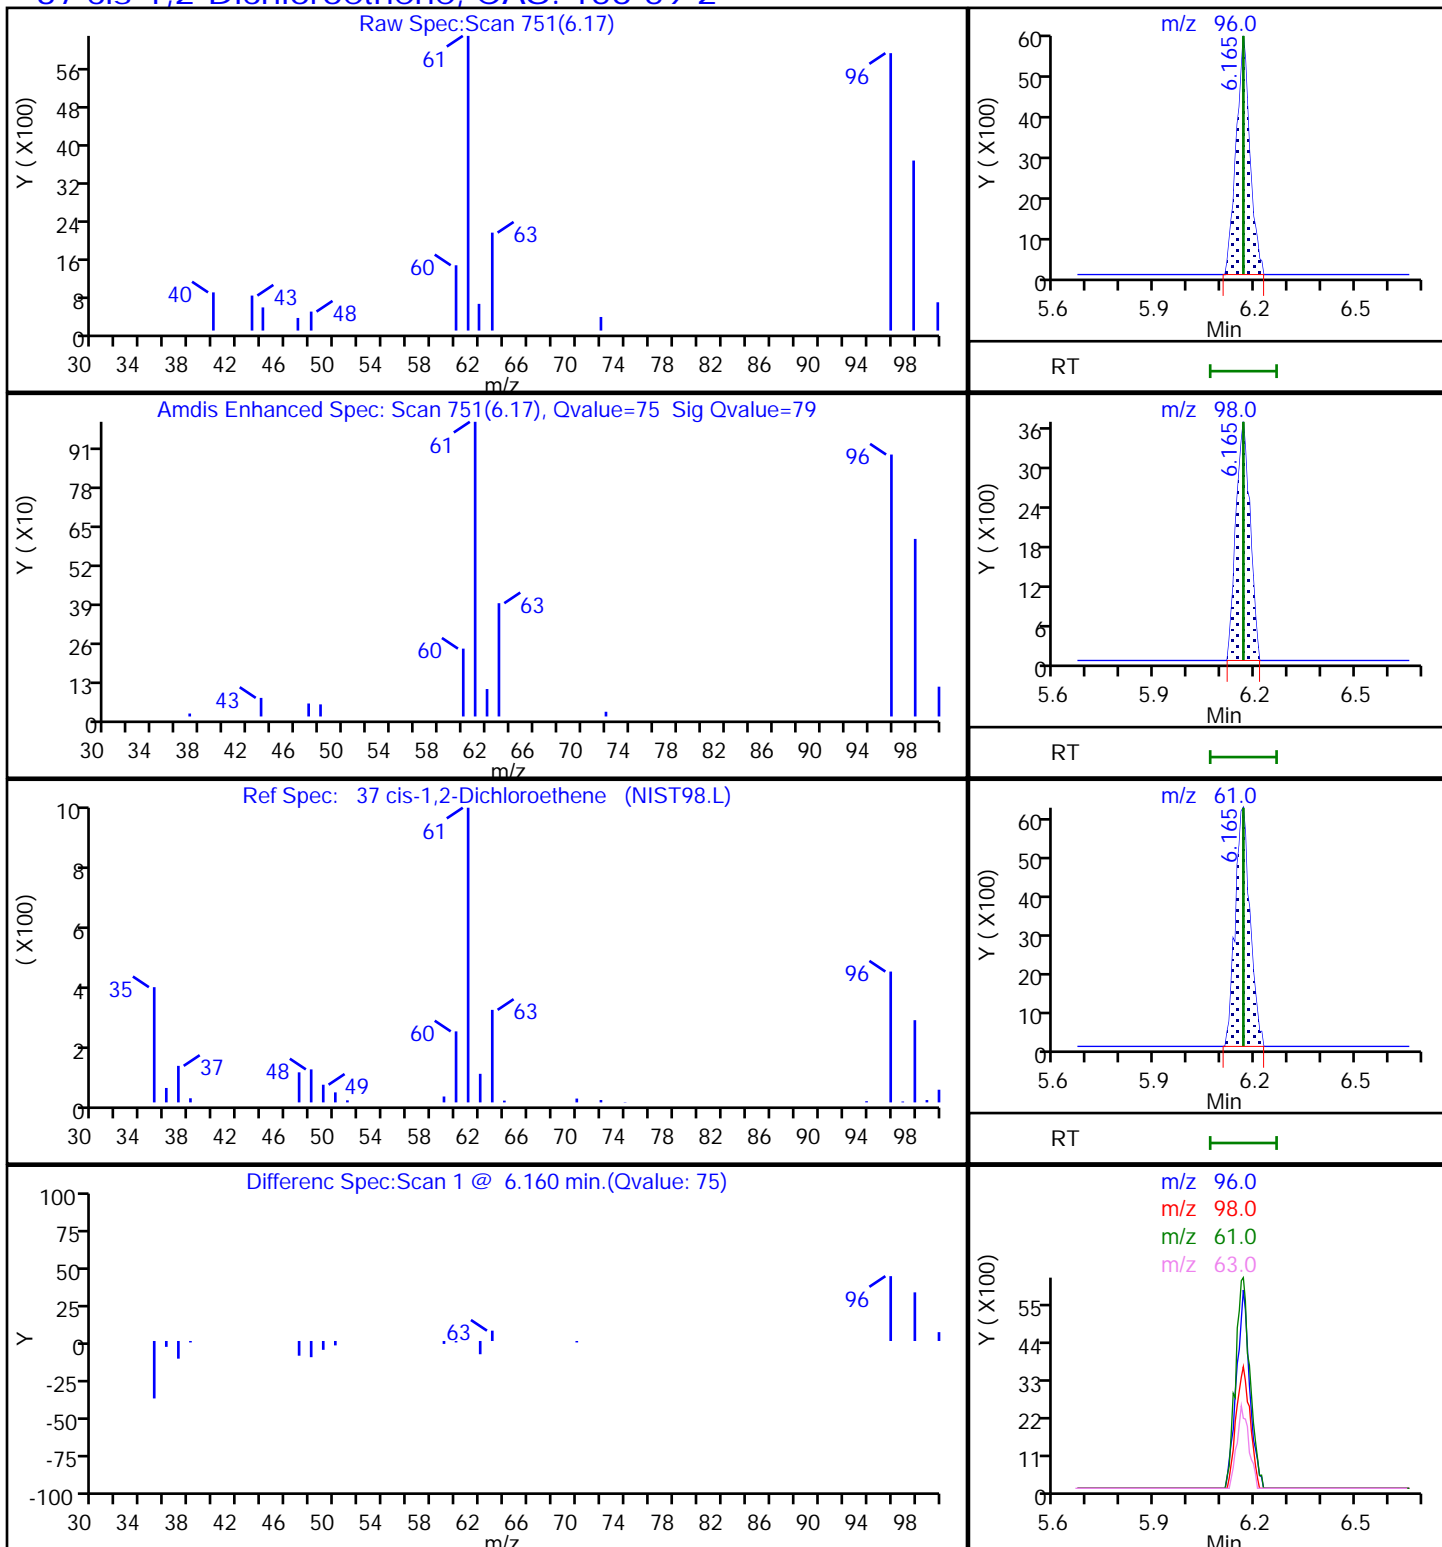 Raw Spec:Scan 751(6.17)
Y ( X100)
56
48
40
32
24
16
8
0
61
96
63
60
40
43
48
30 34 38 42 46 50 54 58 62 66 70 74 78 82 86 90 94 98
m/z
m/z 96.0
Y ( X100)
60
50
40
30
20
10
0
6.165
5.6 5.9 6.2 6.5
Min
RT
Amdis Enhanced Spec: Scan 751(6.17), Qvalue=75 Sig Qvalue=79
Y ( X10)
91
78
65
52
39
26
13
0
61
96
63
60
43
30 34 38 42 46 50 54 58 62 66 70 74 78 82 86 90 94 98
m/z
m/z 98.0
Y ( X100)
36
30
24
18
12
6
0
6.165
5.6 5.9 6.2 6.5
Min
RT
Ref Spec: 37 cis-1,2-Dichloroethene (NIST98.L)
( X100)
10
8
6
4
2
0
61
96
35
63
60
37
48
49
30 34 38 42 46 50 54 58 62 66 70 74 78 82 86 90 94 98
m/z 61.0
Y ( X100)
60
50
40
30
20
10
0
6.165
5.6 5.9 6.2 6.5
Min
RT
Differenc Spec:Scan 1 @ 6.160 min.(Qvalue: 75)
Y
100
75
50
25
0
-25
-50
-75
-100
96
63
30 34 38 42 46 50 54 58 62 66 70 74 78 82 86 90 94 98
m/z
m/z 96.0
m/z 98.0
m/z 61.0
m/z 63.0
Y ( X100)
55
44
33
22
11
0
5.6 5.9 6.2 6.5
Min